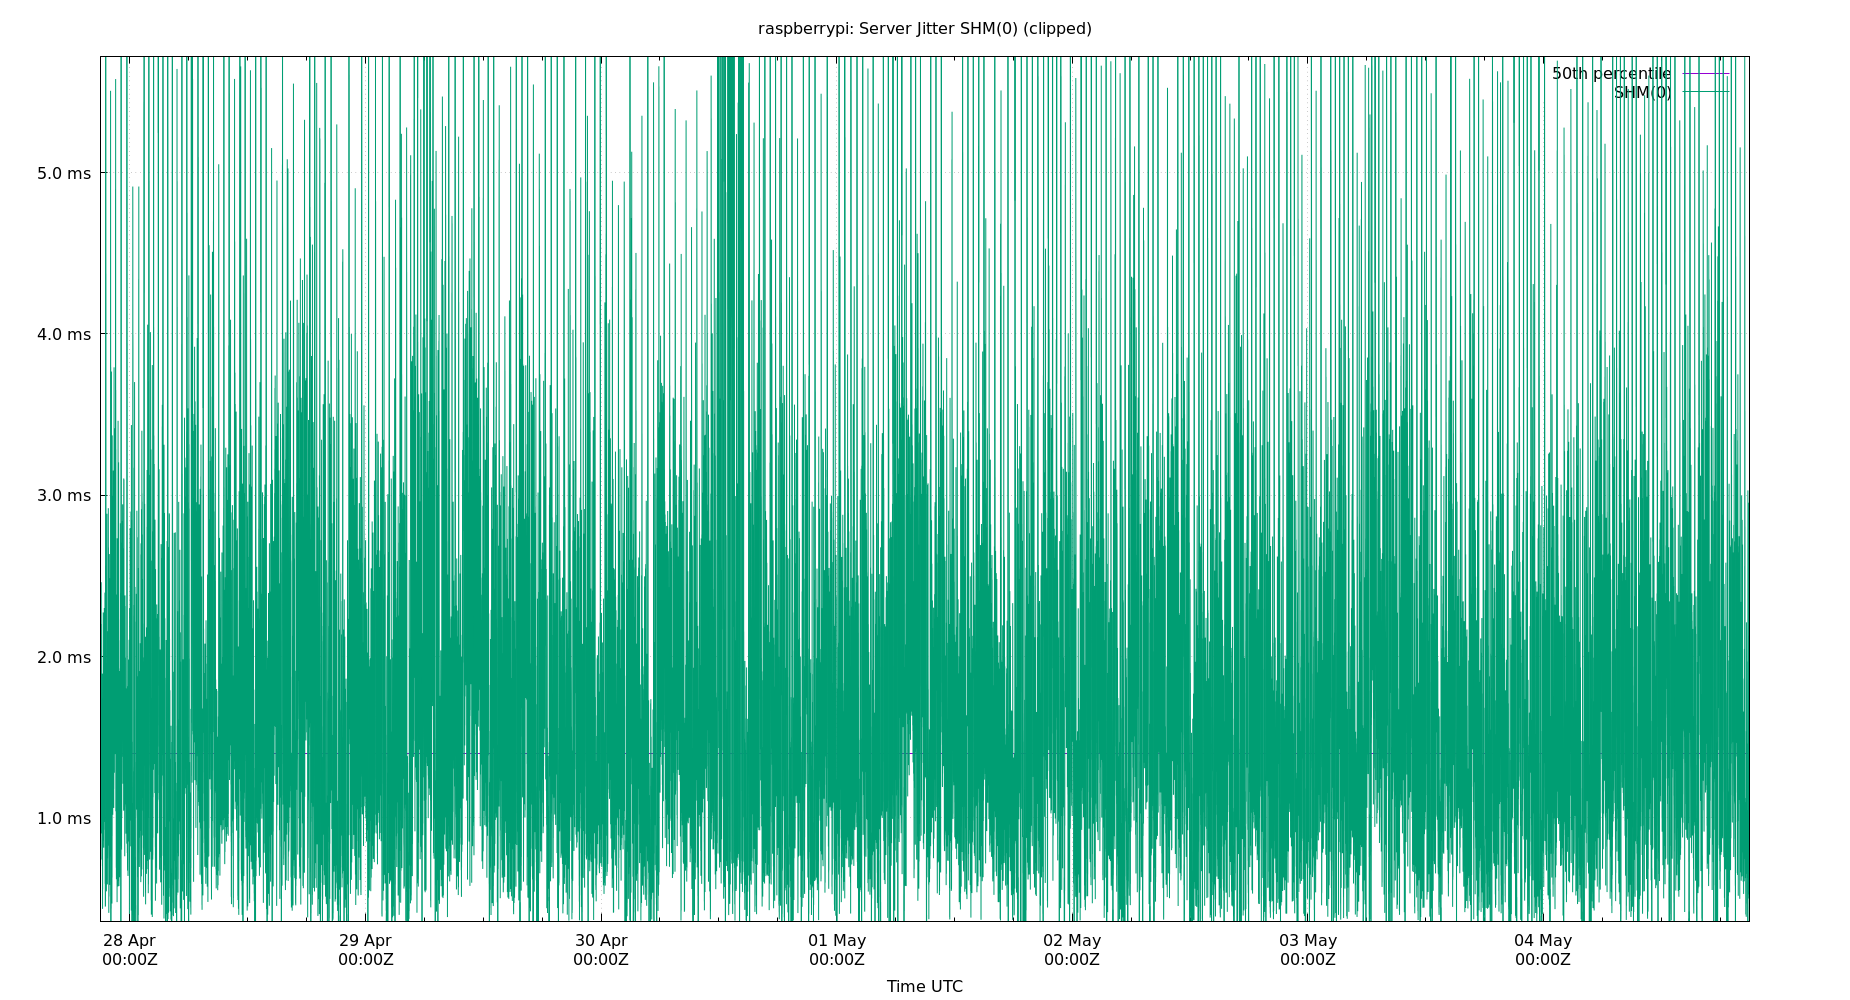 raspberrypi: Server Jitter SHM(0) (clipped)
50th percentile
SHM(0)
5.0 ms
4.0 ms
3.0 ms
2.0 ms
1.0 ms
28 Apr 29 Apr 30 Apr 01 May 02 May 03 May 04 May
00:00Z 00:00Z 00:00Z 00:00Z 00:00Z 00:00Z 00:00Z
Time UTC